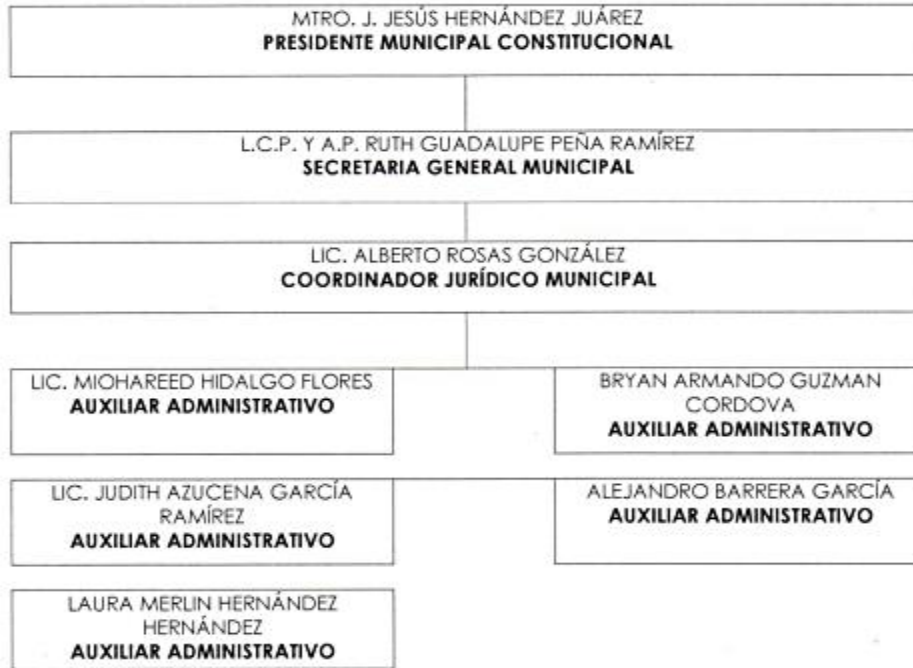 MTRO. J. JESÚS HERNÁNDEZ JUÁREZ
PRESIDENTE MUNICIPAL CONSTITUCIONAL
L.C.P. Y A.P. RUTH GUADALUPE PEÑA RAMÍREZ
SECRETARIA GENERAL MUNICIPAL
LIC. ALBERTO ROSAS GONZÁLEZ
COORDINADOR JURÍDICO MUNICIPAL
LIC. MIOHAREED HIDALGO FLORES
AUXILIAR ADMINISTRATIVO
BRYAN ARMANDO GUZMAN
CORDOVA
AUXILIAR ADMINISTRATIVO
LIC. JUDITH AZUCENA GARCÍA
RAMÍREZ
AUXILIAR ADMINISTRATIVO
ALEJANDRO BARRERA GARCÍA
AUXILIAR ADMINISTRATIVO
LAURA MERLIN HERNÁNDEZ
HERNÁNDEZ
AUXILIAR ADMINISTRATIVO